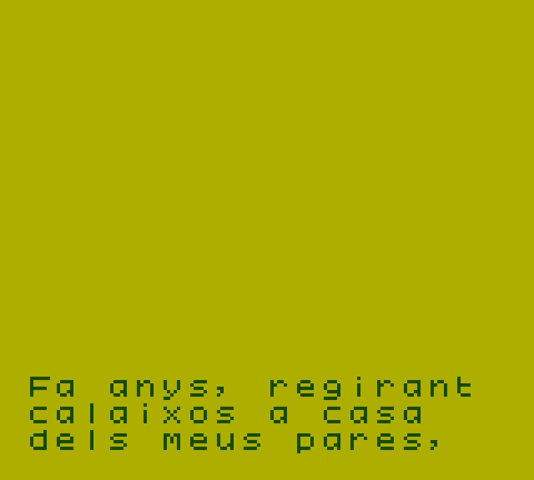 Fa anys, regirant
calaixos a casa
dels meus pares,